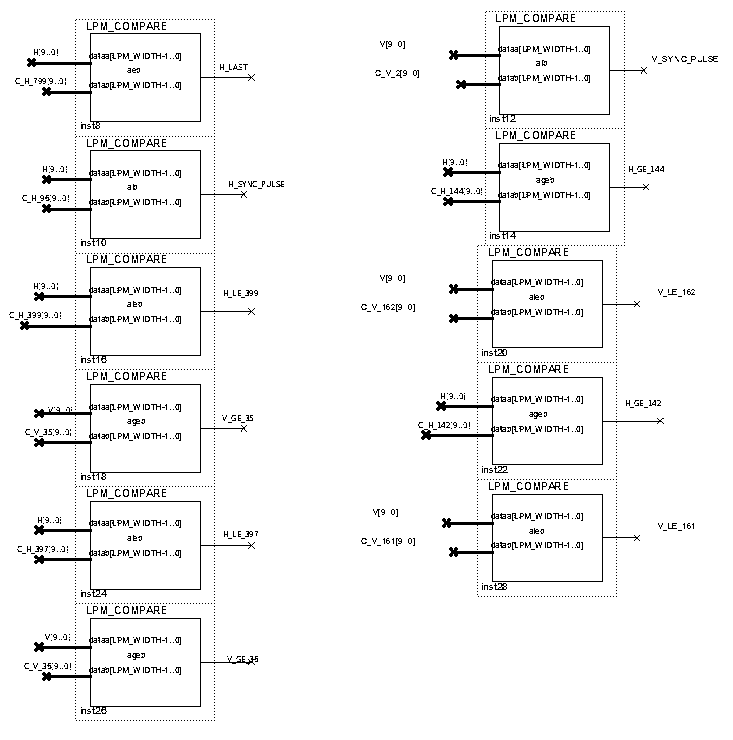 LPM_COMPARE
H[9..0]
dataa[LPM_WIDTH-1..0]
aeb
C_H_799[9..0]
datab[LPM_WIDTH-1..0]
H_LAST
inst8
LPM_COMPARE
H[9..0]
dataa[LPM_WIDTH-1..0]
alb
C_H_96[9..0]
datab[LPM_WIDTH-1..0]
H_SYNC_PULSE
inst10
LPM_COMPARE
H[9..0]
dataa[LPM_WIDTH-1..0]
aleb
C_H_399[9..0]
datab[LPM_WIDTH-1..0]
H_LE_399
inst16
LPM_COMPARE
V[9..0]
dataa[LPM_WIDTH-1..0]
ageb
C_V_35[9..0]
datab[LPM_WIDTH-1..0]
V_GE_35
inst18
LPM_COMPARE
H[9..0]
dataa[LPM_WIDTH-1..0]
aleb
C_H_397[9..0]
datab[LPM_WIDTH-1..0]
H_LE_397
inst24
LPM_COMPARE
V[9..0]
dataa[LPM_WIDTH-1..0]
ageb
C_V_36[9..0]
datab[LPM_WIDTH-1..0]
V_GE_36
inst26
LPM_COMPARE
V[9 0]
dataa[LPM_WIDTH-1..0]
alb
C_V_2[9 0]
datab[LPM_WIDTH-1..0]
V_SYNC_PULSE
inst12
LPM_COMPARE
H[9..0]
dataa[LPM_WIDTH-1..0]
ageb
C_H_144[9..0]
datab[LPM_WIDTH-1..0]
H_GE_144
inst14
LPM_COMPARE
V[9 0]
dataa[LPM_WIDTH-1..0]
aleb
C_V_162[9 0]
datab[LPM_WIDTH-1..0]
V_LE_162
inst20
LPM_COMPARE
H[9..0]
dataa[LPM_WIDTH-1..0]
ageb
C_H_142[9..0]
datab[LPM_WIDTH-1..0]
H_GE_142
inst22
LPM_COMPARE
V[9 0]
dataa[LPM_WIDTH-1..0]
aleb
C_V_161[9 0]
datab[LPM_WIDTH-1..0]
V_LE_161
inst28